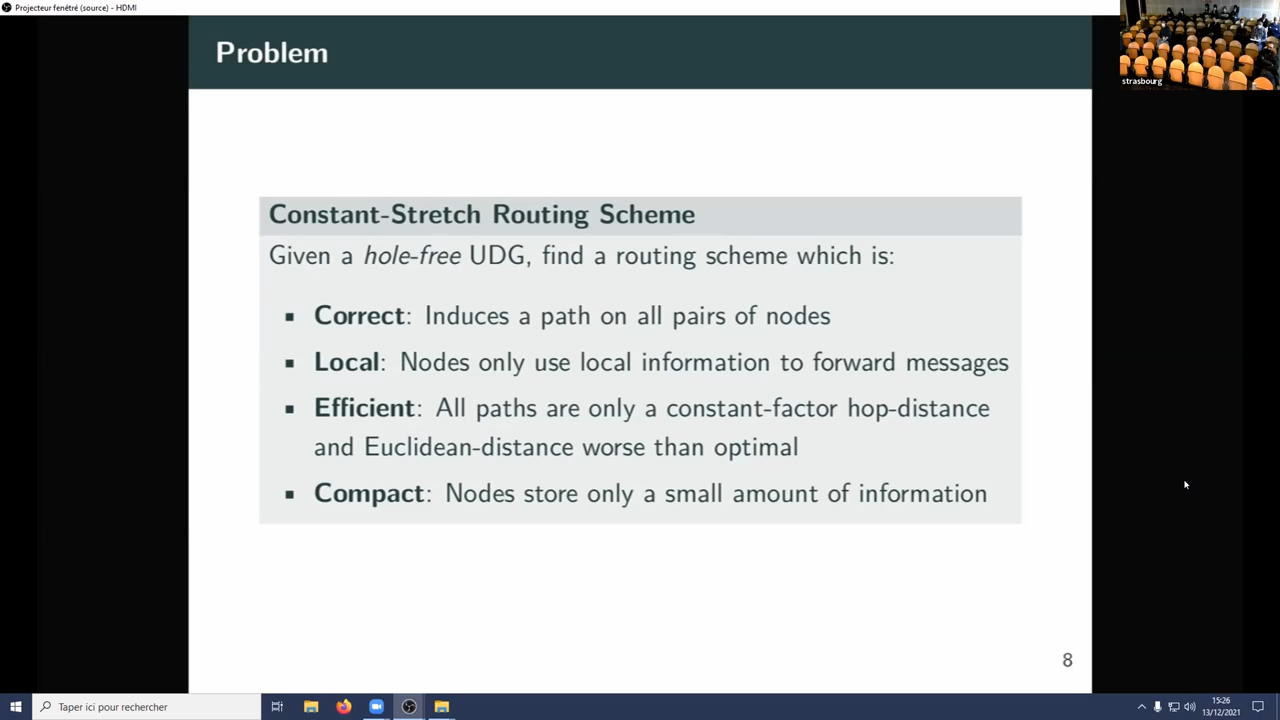 Projecteur fenêtré (source) - HDMI
strasbourg
Problem
Constant-Stretch Routing Scheme
Given a hole-free UDG, find a routing scheme which is:
▪ Correct: Induces a path on all pairs of nodes
▪ Local: Nodes only use local information to forward messages
▪ Efficient: All paths are only a constant-factor hop-distance
and Euclidean-distance worse than optimal
▪ Compact: Nodes store only a small amount of information
8
Taper ici pour rechercher
15:26
13/12/2021